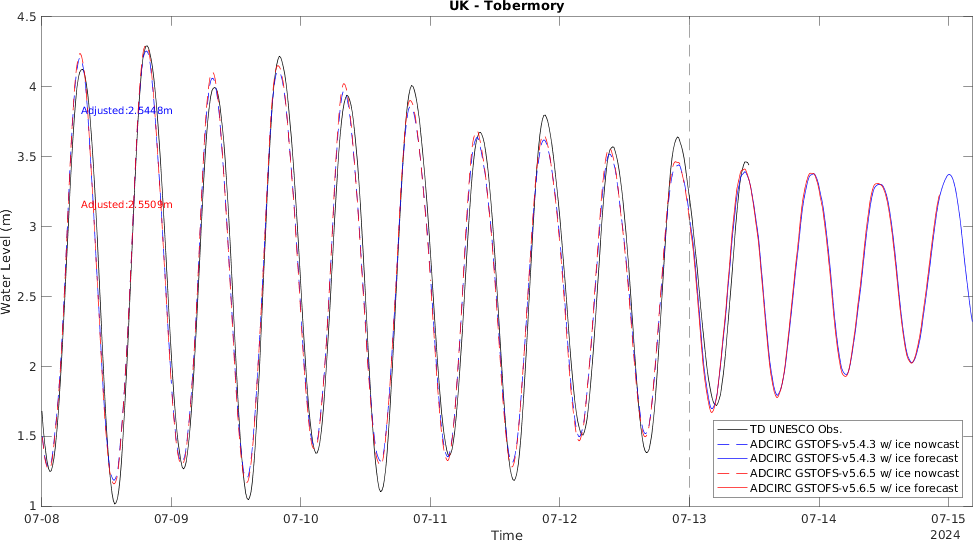 UK - Tobermory
4.5
4
3.5
3
2.5
2
1.5
1
Water Level (m)
Adjusted:2.5448m
Adjusted:2.5509m
TD UNESCO Obs.
ADCIRC GSTOFS-v5.4.3 w/ ice nowcast
ADCIRC GSTOFS-v5.4.3 w/ ice forecast
ADCIRC GSTOFS-v5.6.5 w/ ice nowcast
ADCIRC GSTOFS-v5.6.5 w/ ice forecast
07-08 07-09 07-10 07-11 07-12 07-13 07-14 07-15
2024
Time